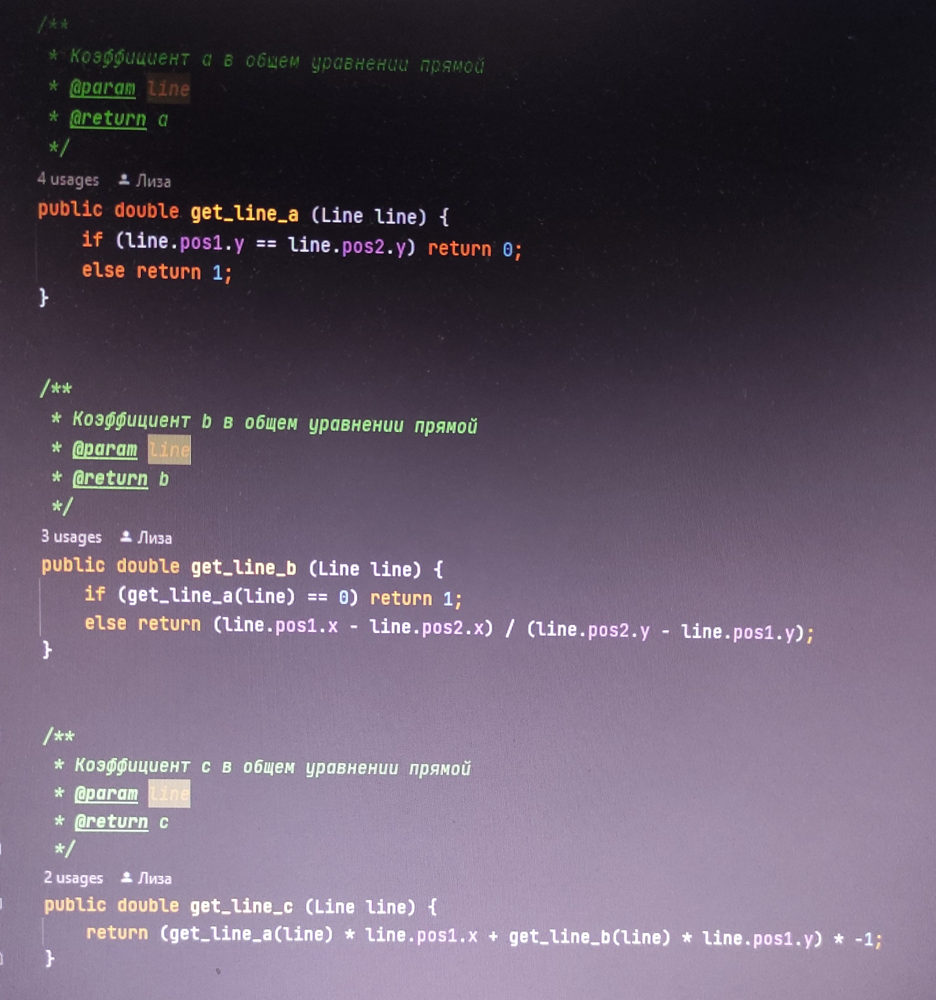 /**
* Коэффициент a в общем уравнении прямой
* @param line
* @return a
*/
4 usages Лиза
public double get_line_a (Line line) {
if (line.pos1.y == line.pos2.y) return 0;
else return 1;
}
/**
* Коэффициент b в общем уравнении прямой
* @param line
* @return b
*/
3 usages Лиза
public double get_line_b (Line line) {
if (get_line_a(line) == 0) return 1;
else return (line.pos1.x - line.pos2.x) / (line.pos2.y - line.pos1.y);
}
/**
* Коэффициент c в общем уравнении прямой
* @param line
* @return c
*/
2 usages Лиза
public double get_line_c (Line line) {
return (get_line_a(line) * line.pos1.x + get_line_b(line) * line.pos1.y) * -1;
}